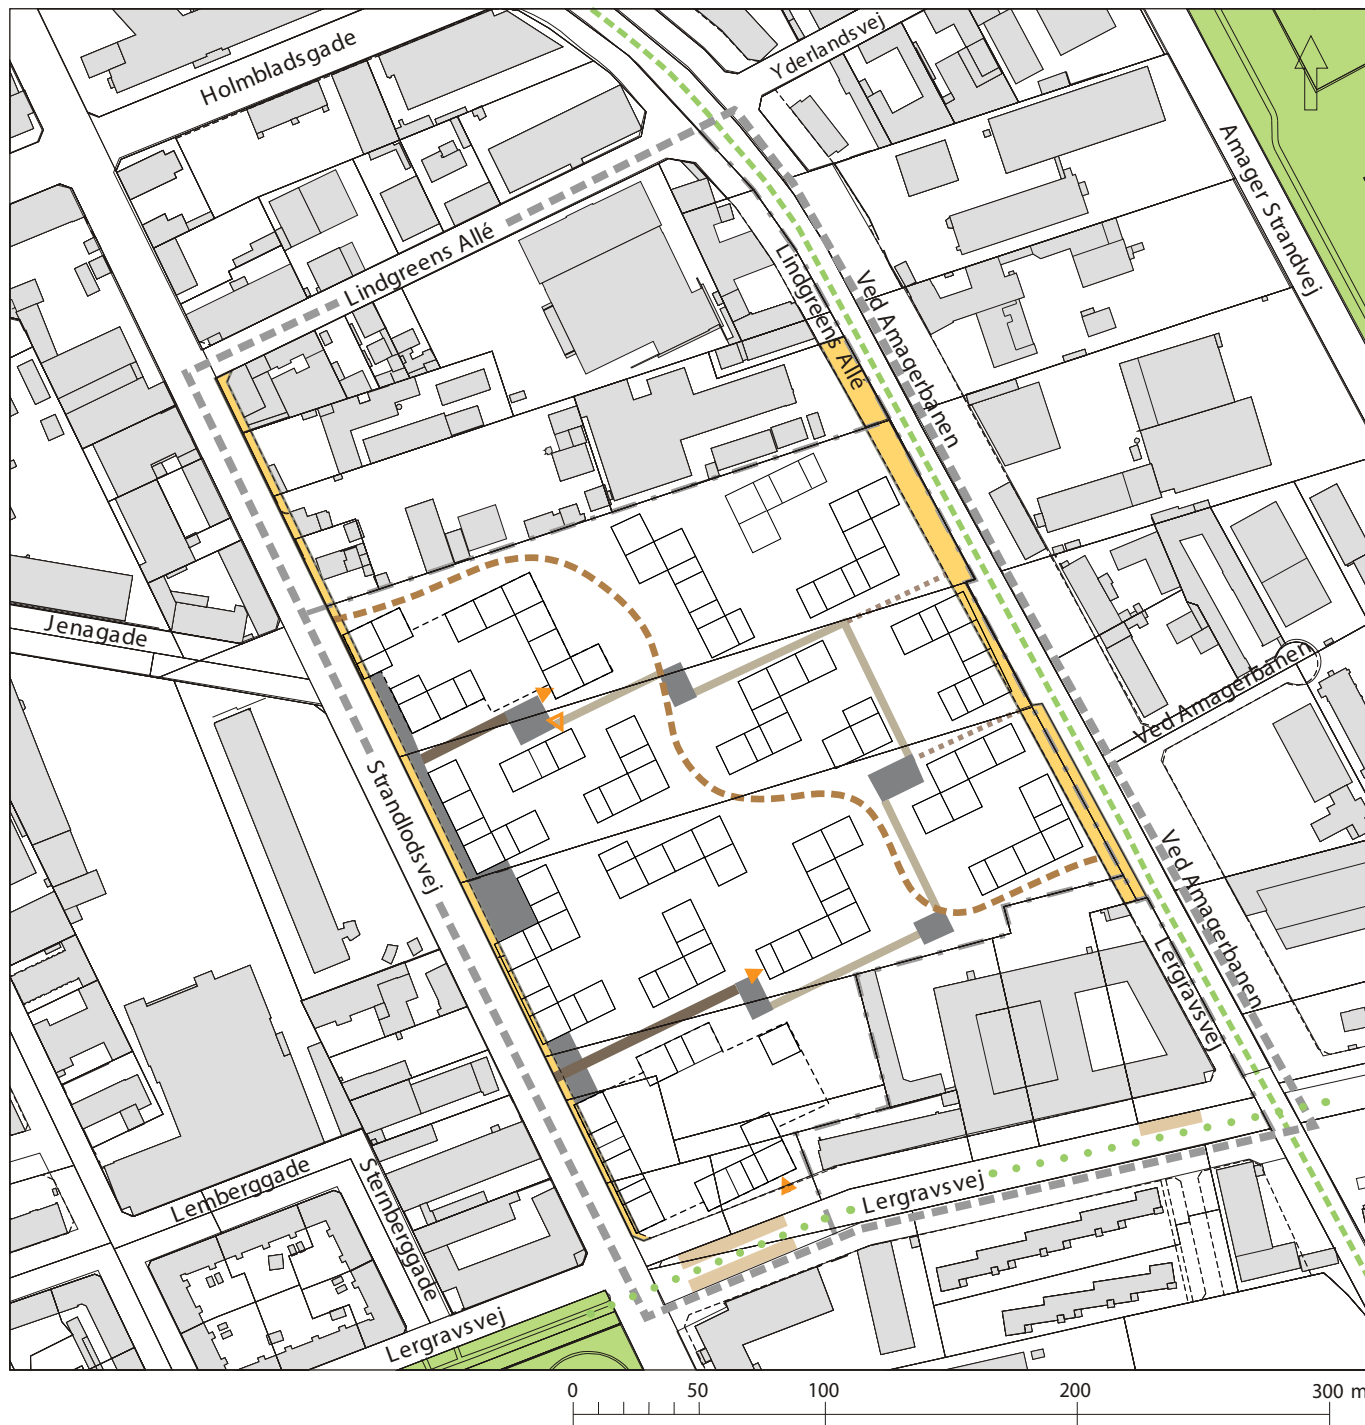 Holmbladsgade
Yderlandsvej
Amager Strandvej
Lindgreens Allé
Lindgreens Allé
Ved Amagerbanen
Jenagade
Ved Amagerbanen
Strandlodsvej
Ved Amagerbanen
Lergravsvej
Lemberggade
Sternberggade
Lergravsvej
Lergravsvej
0 50 100 200 300 m